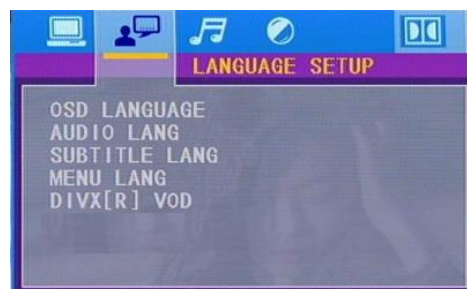 LANGUAGE SETUP
OSD LANGUAGE
AUDIO LANG
SUBTITLE LANG
MENU LANG
DIVX[R] VOD